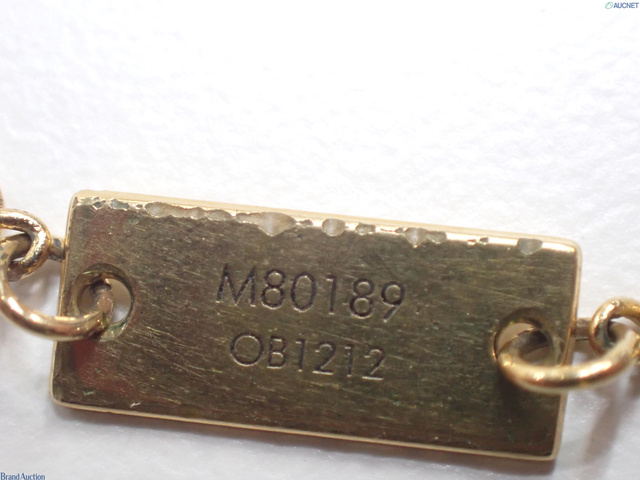 AUCNET
M80189
OB1212
Brand Auction